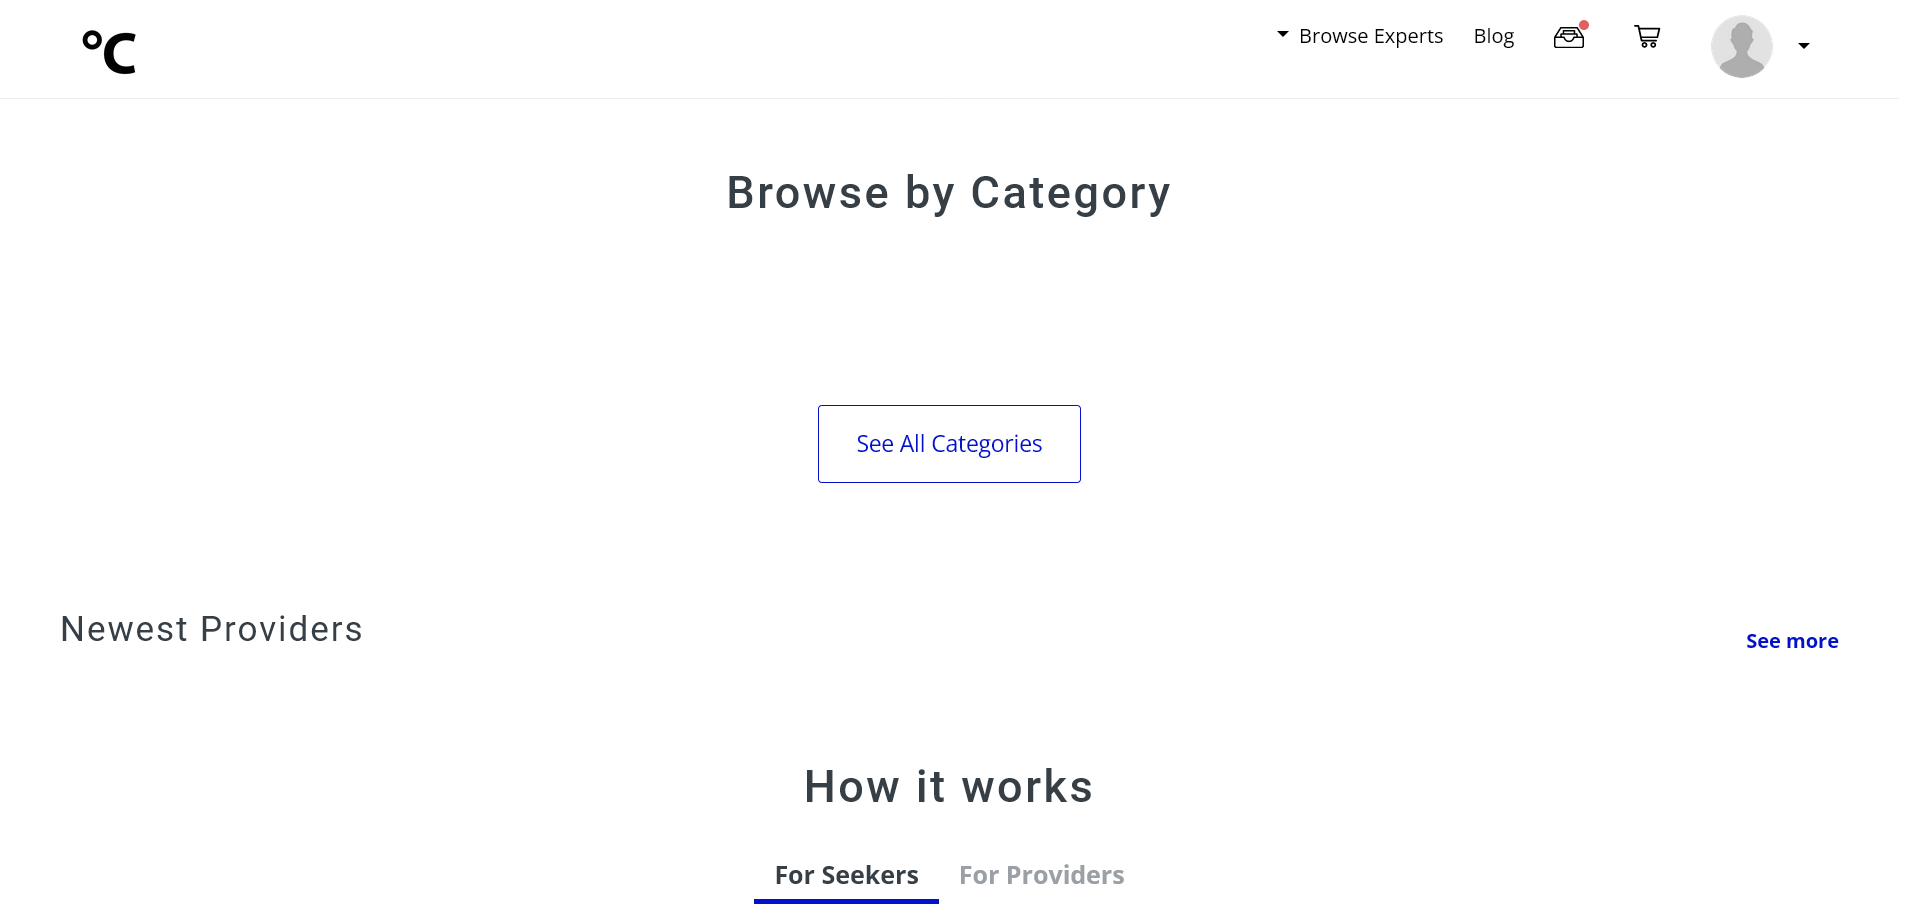 °C
Browse Experts
Blog
Browse by Category
See All Categories
Newest Providers
See more
How it works
For Seekers
For Providers